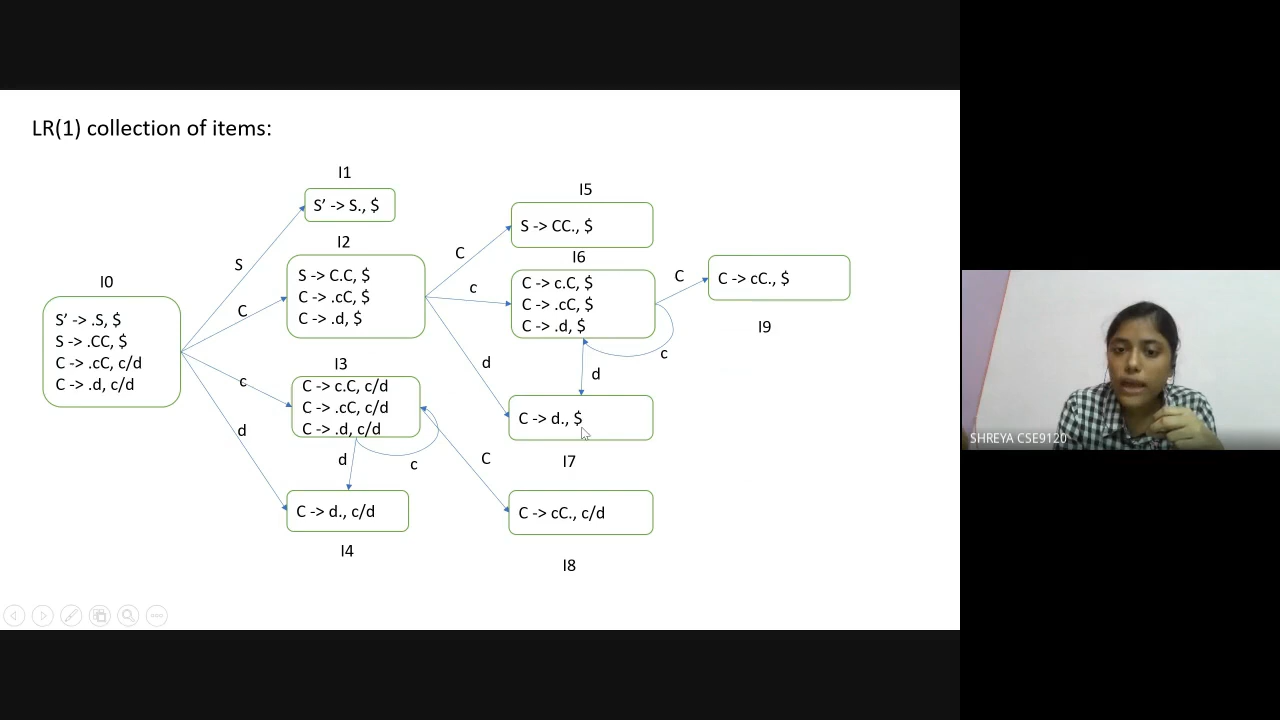 LR(1) collection of items:
I1
S’ -> S., $
I5
S -> CC., $
I2
S -> C.C, $
C -> .cC, $
C -> .d, $
I6
C -> c.C, $
C -> .cC, $
C -> .d, $
C -> cC., $
I9
I0
S’ -> .S, $
S -> .CC, $
C -> .cC, c/d
C -> .d, c/d
S
C
c
d
I3
C -> c.C, c/d
C -> .cC, c/d
C -> .d, c/d
C
c
d
C
c
d
C -> d., $
I7
d
c
C
C -> d., c/d
I4
C -> cC., c/d
I8
SHREYA CSE9120